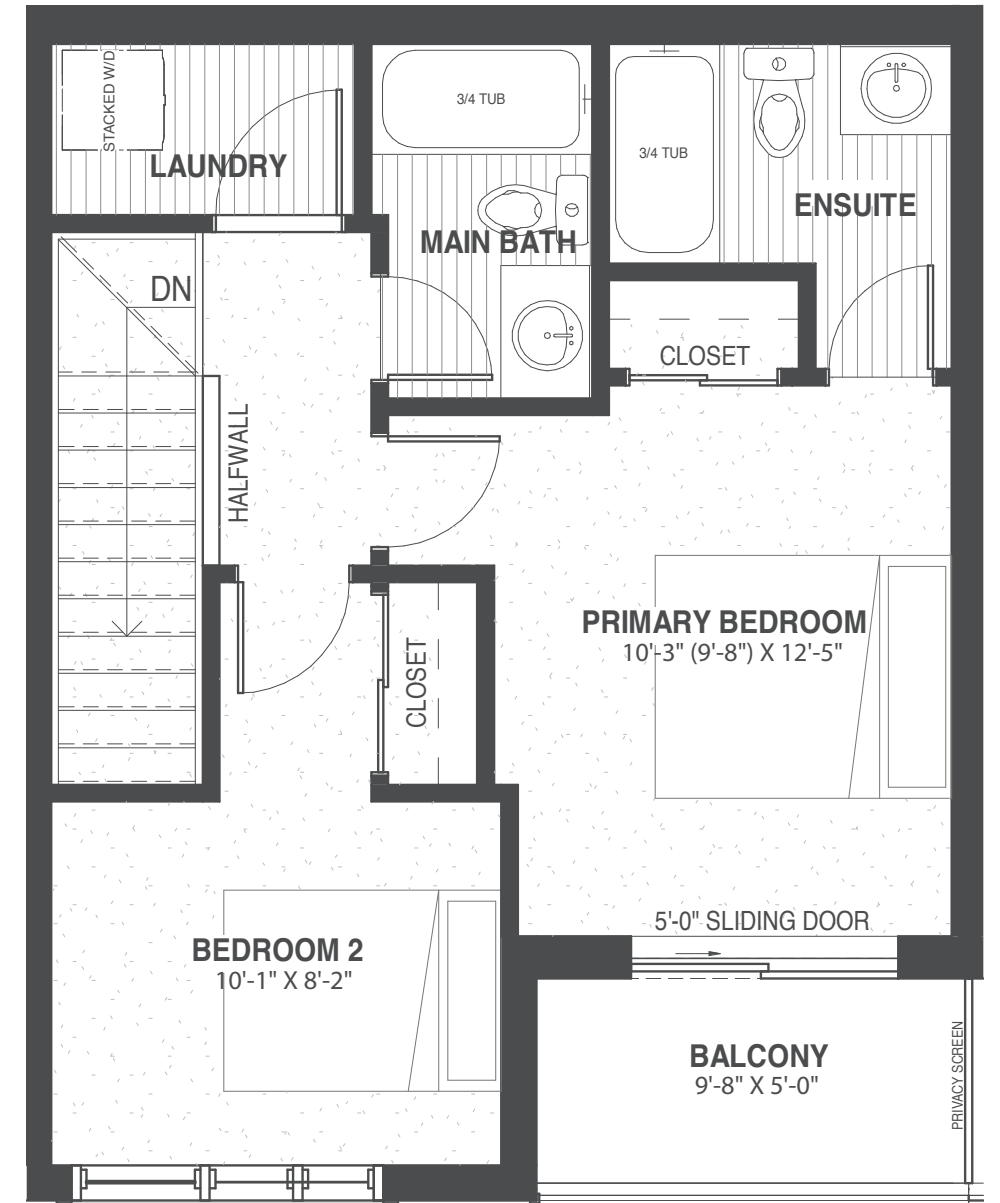 STACKED W/D
LAUNDRY
3/4 TUB
MAIN BATH
3/4 TUB
ENSUITE
DN
CLOSET
HALFWALL
CLOSET
PRIMARY BEDROOM
10'-3" (9'-8") X 12'-5"
5'-0" SLIDING DOOR
BEDROOM 2
10'-1" X 8'-2"
BALCONY
9'-8" X 5'-0"
PRIVACY SCREEN